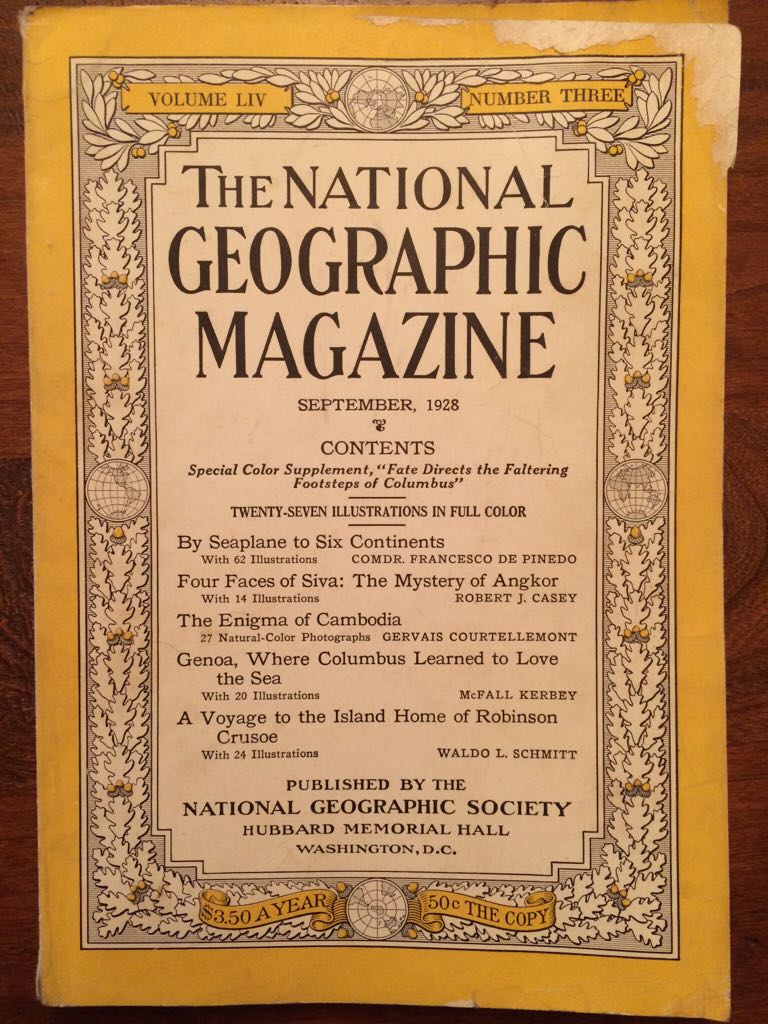 VOLUME LIV
NUMBER THREE
THE NATIONAL
GEOGRAPHIC
MAGAZINE
SEPTEMBER, 1928
CONTENTS
Special Color Supplement, "Fate Directs the Faltering
Footsteps of Columbus"
TWENTY-SEVEN ILLUSTRATIONS IN FULL COLOR
By Seaplane to Six Continents
With 62 Illustrations COMDR. FRANCESCO DE PINEDO
Four Faces of Siva: The Mystery of Angkor
With 14 Illustrations ROBERT J. CASEY
The Enigma of Cambodia
27 Natural-Color Photographs GERVAIS COURTELLEMONT
Genoa, Where Columbus Learned to Love
the Sea
With 20 Illustrations McFALL KERBEY
A Voyage to the Island Home of Robinson
Crusoe
With 24 Illustrations WALDO L. SCHMITT
PUBLISHED BY THE
NATIONAL GEOGRAPHIC SOCIETY
HUBBARD MEMORIAL HALL
WASHINGTON, D.C.
$3.50 A YEAR
50c THE COPY